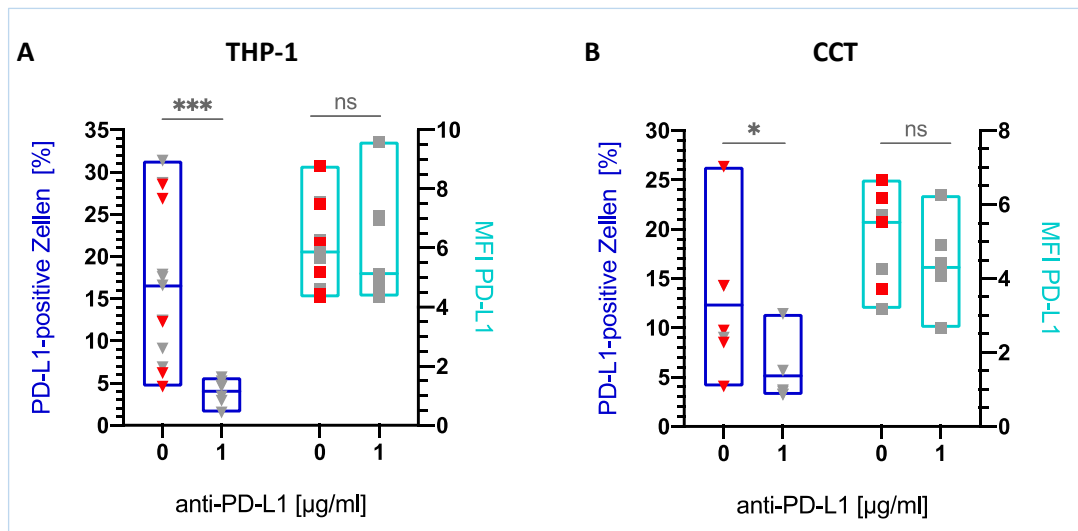 A THP-1
*** ns
PD-L1-positive Zellen [%]
35
30
25
20
15
10
5
0
10
8
6
4
2
0
MFI PD-L1
0 1 0 1
anti-PD-L1 [µg/ml]
B CCT
* ns
PD-L1-positive Zellen [%]
30
25
20
15
10
5
0
8
6
4
2
0
MFI PD-L1
0 1 0 1
anti-PD-L1 [µg/ml]